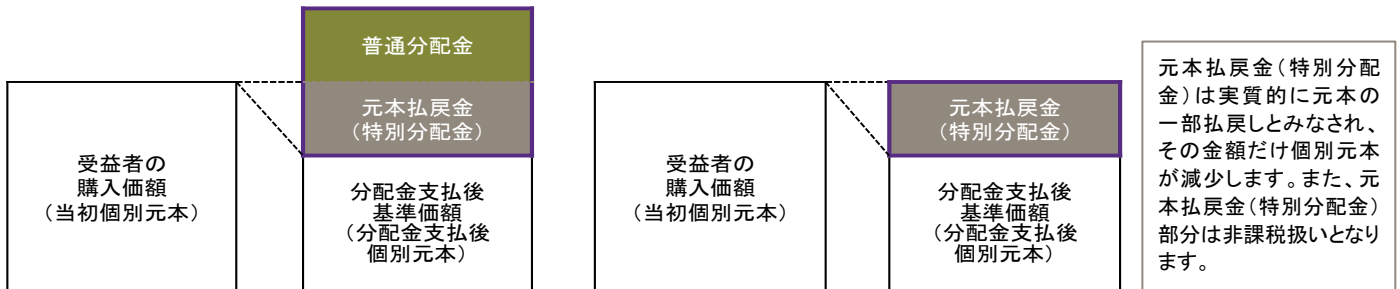 普通分配金
元本払戻金
（特別分配金）
受益者の
購入価額
（当初個別元本）
分配金支払後
基準価額
（分配金支払後
個別元本）
元本払戻金
（特別分配金）
受益者の
購入価額
（当初個別元本）
分配金支払後
基準価額
（分配金支払後
個別元本）
元本払戻金（特別分配
金）は実質的に元本の
一部払戻しとみなされ、
その金額だけ個別元本
が減少します。また、元
本払戻金（特別分配金）
部分は非課税扱いとなり
ます。